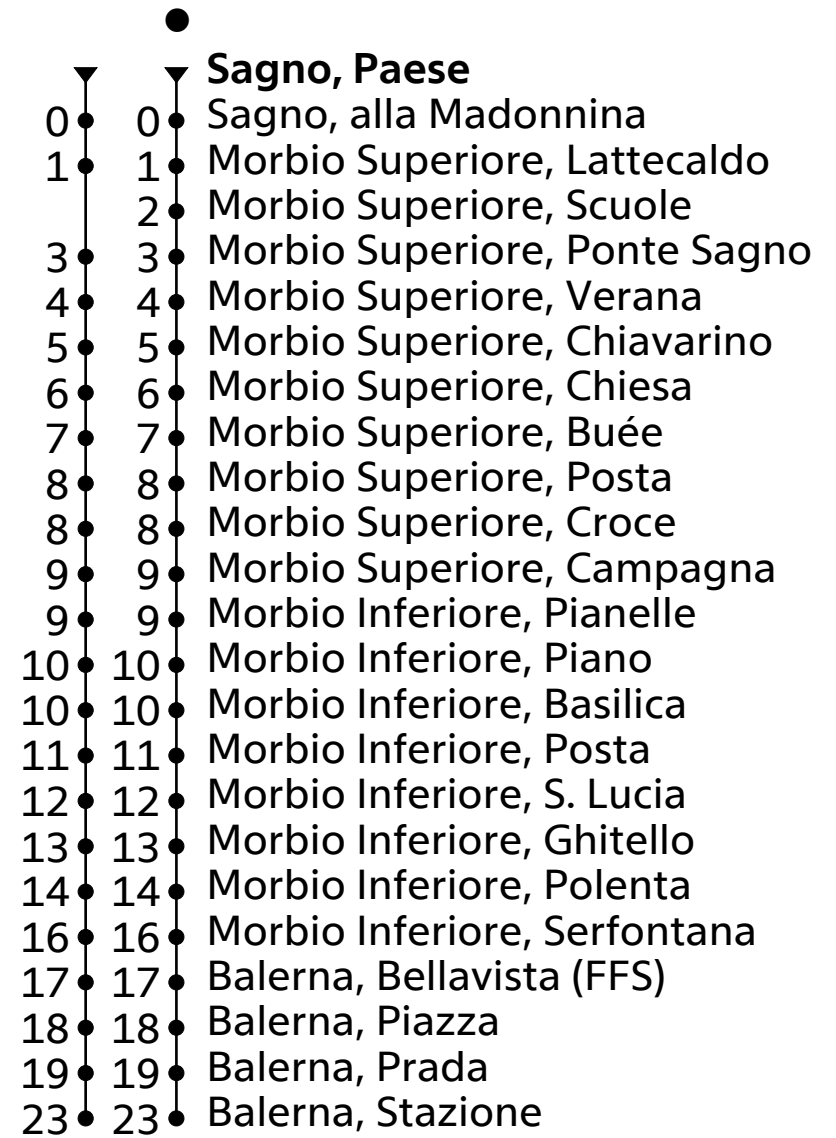 Sagno, Paese
0 0 Sagno, alla Madonnina
1 1 Morbio Superiore, Lattecaldo
2 Morbio Superiore, Scuole
3 3 Morbio Superiore, Ponte Sagno
4 4 Morbio Superiore, Verana
5 5 Morbio Superiore, Chiavarino
6 6 Morbio Superiore, Chiesa
7 7 Morbio Superiore, Buée
8 8 Morbio Superiore, Posta
8 8 Morbio Superiore, Croce
9 9 Morbio Superiore, Campagna
9 9 Morbio Inferiore, Pianelle
10 10 Morbio Inferiore, Piano
10 10 Morbio Inferiore, Basilica
11 11 Morbio Inferiore, Posta
12 12 Morbio Inferiore, S. Lucia
13 13 Morbio Inferiore, Ghitello
14 14 Morbio Inferiore, Polenta
16 16 Morbio Inferiore, Serfontana
17 17 Balerna, Bellavista (FFS)
18 18 Balerna, Piazza
19 19 Balerna, Prada
23 23 Balerna, Stazione